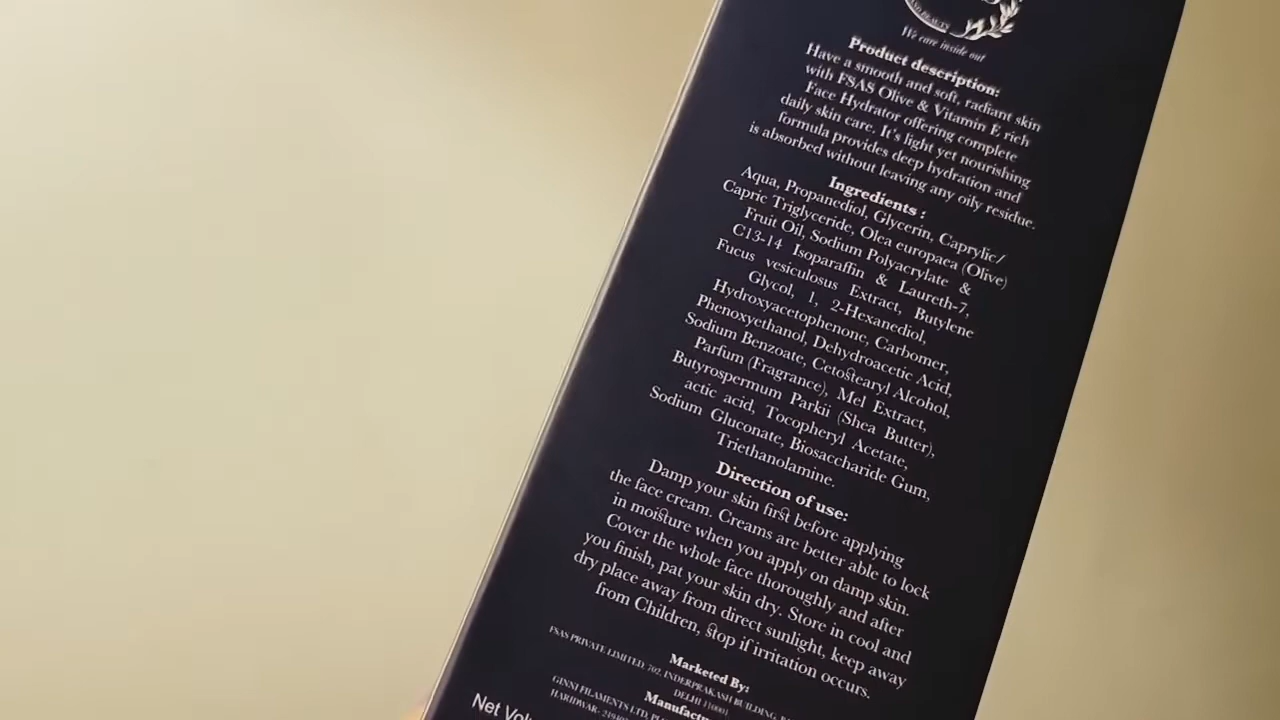 We care inside out
Product description:
Have a smooth and soft, radiant skin
with FSAS Olive & Vitamin E rich
Face Hydrator offering complete
daily skin care. It's light yet nourishing
formula provides deep hydration and
is absorbed without leaving any oily residue.
Ingredients :
Aqua, Propanediol, Glycerin, Caprylic/
Capric Triglyceride, Olea europaea (Olive)
Fruit Oil, Sodium Polyacrylate &
C13-14 Isoparaffin & Laureth-7,
Fucus vesiculosus Extract, Butylene
Glycol, 1, 2-Hexanediol,
Hydroxyacetophenone, Carbomer,
Phenoxyethanol, Dehydroacetic Acid,
Sodium Benzoate, Cetostearyl Alcohol,
Parfum (Fragrance), Mel Extract,
Butyrospermum Parkii (Shea Butter),
actic acid, Tocopheryl Acetate,
Sodium Gluconate, Biosaccharide Gum,
Triethanolamine.
Direction of use:
Damp your skin first before applying
the face cream. Creams are better able to lock
in moisture when you apply on damp skin.
Cover the whole face thoroughly and after
you finish, pat your skin dry. Store in cool and
dry place away from direct sunlight, keep away
from Children, stop if irritation occurs.
Marketed By:
FSAS PRIVATE LIMITED: 702, INDERPRAKASH BUILDING,
DELHI 110001
GINNI FILAMENTS LTD,
HARIDWAR-
Net